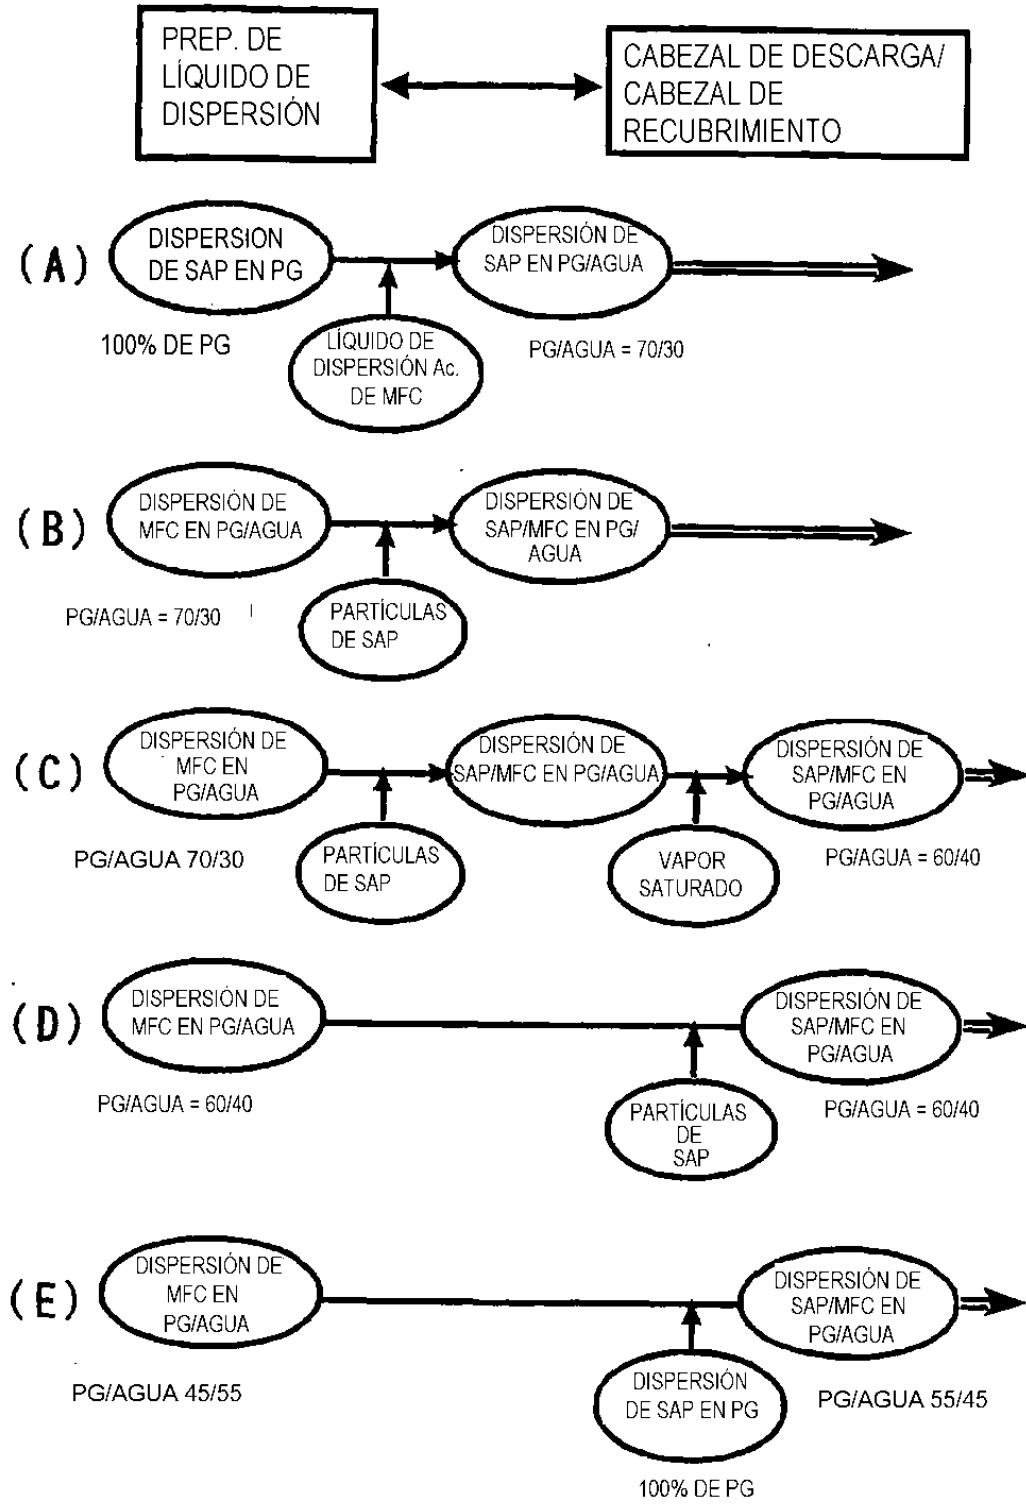 PREP. DE
LÍQUIDO DE
DISPERSIÓN
CABEZAL DE DESCARGA/
CABEZAL DE
RECUBRIMIENTO
(A)
DISPERSION
DE SAP EN PG
100% DE PG
LÍQUIDO DE
DISPERSIÓN Ac.
DE MFC
DISPERSIÓN DE
SAP EN PG/AGUA
PG/AGUA = 70/30
(B)
DISPERSIÓN DE
MFC EN PG/AGUA
PG/AGUA = 70/30
PARTÍCULAS
DE SAP
DISPERSIÓN DE
SAP/MFC EN PG/
AGUA
(C)
DISPERSIÓN DE
MFC EN
PG/AGUA
PG/AGUA 70/30
PARTÍCULAS
DE SAP
DISPERSIÓN DE
SAP/MFC EN PG/AGUA
VAPOR
SATURADO
DISPERSIÓN DE
SAP/MFC EN
PG/AGUA
PG/AGUA = 60/40
(D)
DISPERSIÓN DE
MFC EN PG/AGUA
PG/AGUA = 60/40
PARTÍCULAS
DE
SAP
DISPERSIÓN DE
SAP/MFC EN
PG/AGUA
PG/AGUA = 60/40
(E)
DISPERSIÓN DE
MFC EN
PG/AGUA
PG/AGUA 45/55
DISPERSIÓN
DE SAP EN PG
100% DE PG
DISPERSIÓN DE
SAP/MFC EN
PG/AGUA
PG/AGUA 55/45